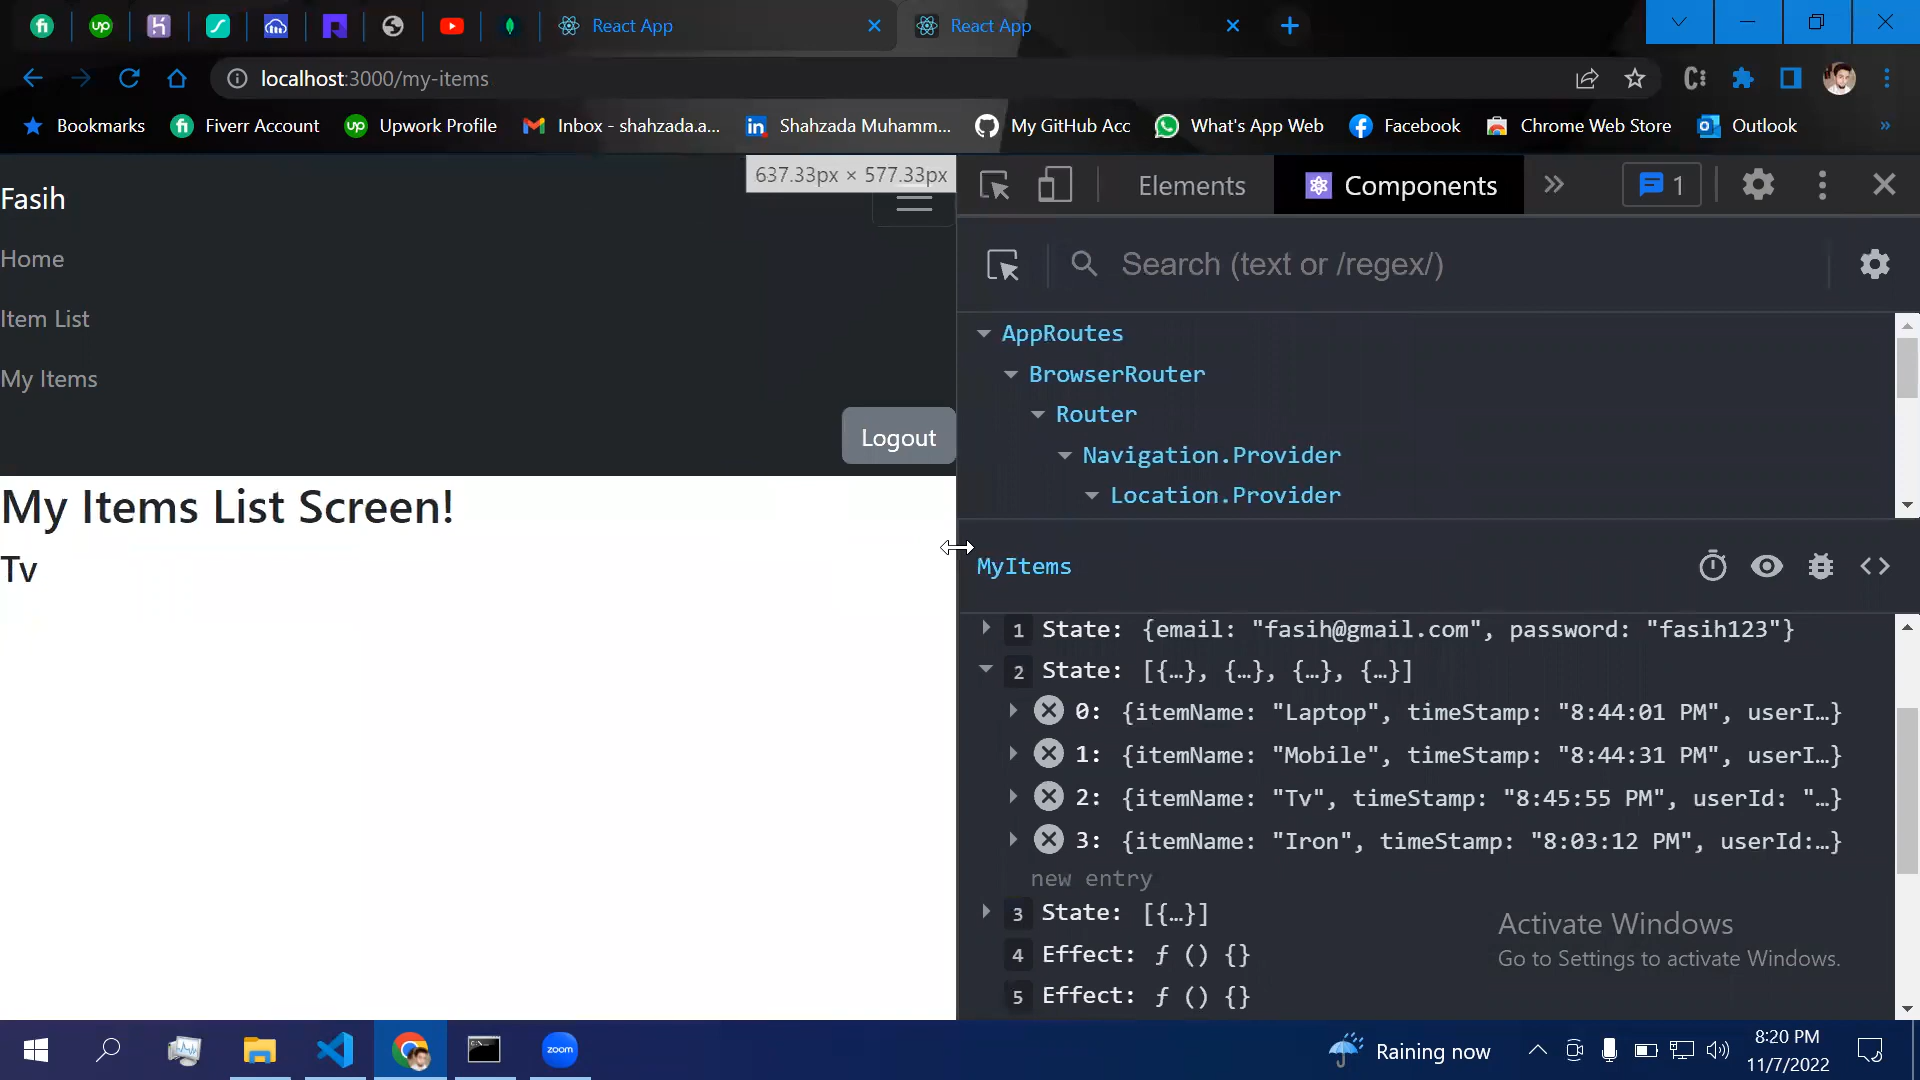 React App
React App
localhost:3000/my-items
Bookmarks
Fiverr Account
Upwork Profile
Inbox - shahzada.a...
Shahzada Muhamm...
My GitHub Acc
What's App Web
Facebook
Chrome Web Store
Outlook
»
637.33px × 577.33px
Fasih
Home
Item List
My Items
Logout
My Items List Screen!
Tv
Elements
Components
1
Search (text or /regex/)
AppRoutes
BrowserRouter
Router
Navigation.Provider
Location.Provider
MyItems
1 State: {email: "fasih@gmail.com", password: "fasih123"}
2 State: [{…}, {…}, {…}, {…}]
0: {itemName: "Laptop", timeStamp: "8:44:01 PM", userI…}
1: {itemName: "Mobile", timeStamp: "8:44:31 PM", userI…}
2: {itemName: "Tv", timeStamp: "8:45:55 PM", userId: "…}
3: {itemName: "Iron", timeStamp: "8:03:12 PM", userId:…}
new entry
3 State: [{…}]
4 Effect: ƒ () {}
5 Effect: ƒ () {}
Activate Windows
Go to Settings to activate Windows.
zoom
Raining now
8:20 PM
11/7/2022